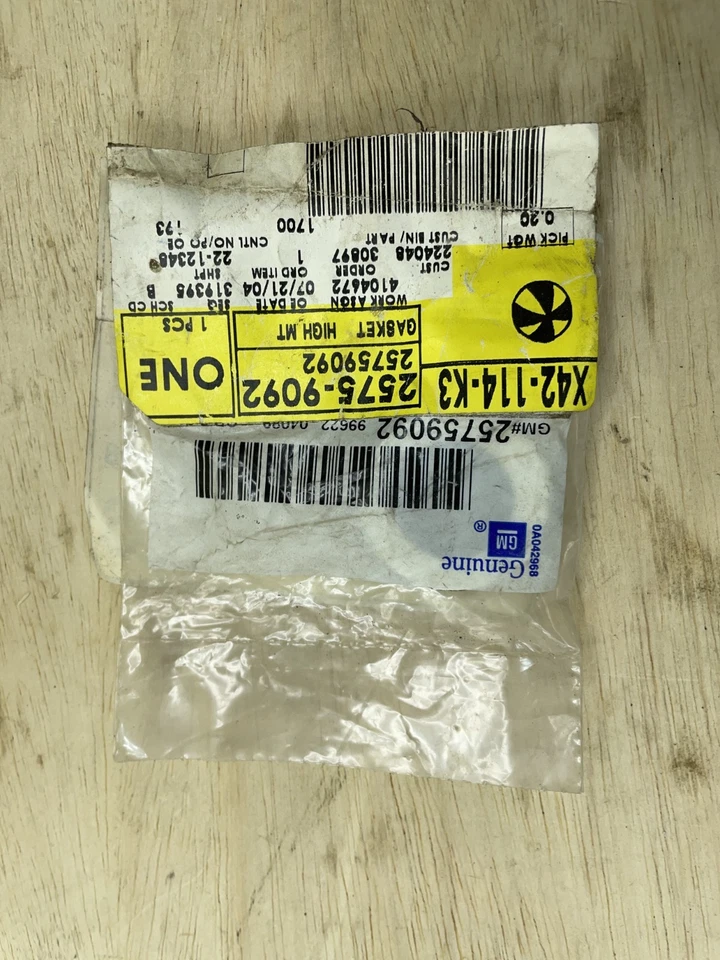 0A042968
Genuine
GM ®
GM#25759092 99622
X42-114-K3
2575-9092
25759092
GASKET HIGH MT
ONE
1 PCS
WORK ASGN OE DATE SEQ SCH CD
4104672 07/21/04 319395 B
CUST ORDER ORD ITEM SHPT
224048 30897 1 22-12348
CUST BIN/PART CNTL NO/PO OE
PICK WGT
0.20
1700